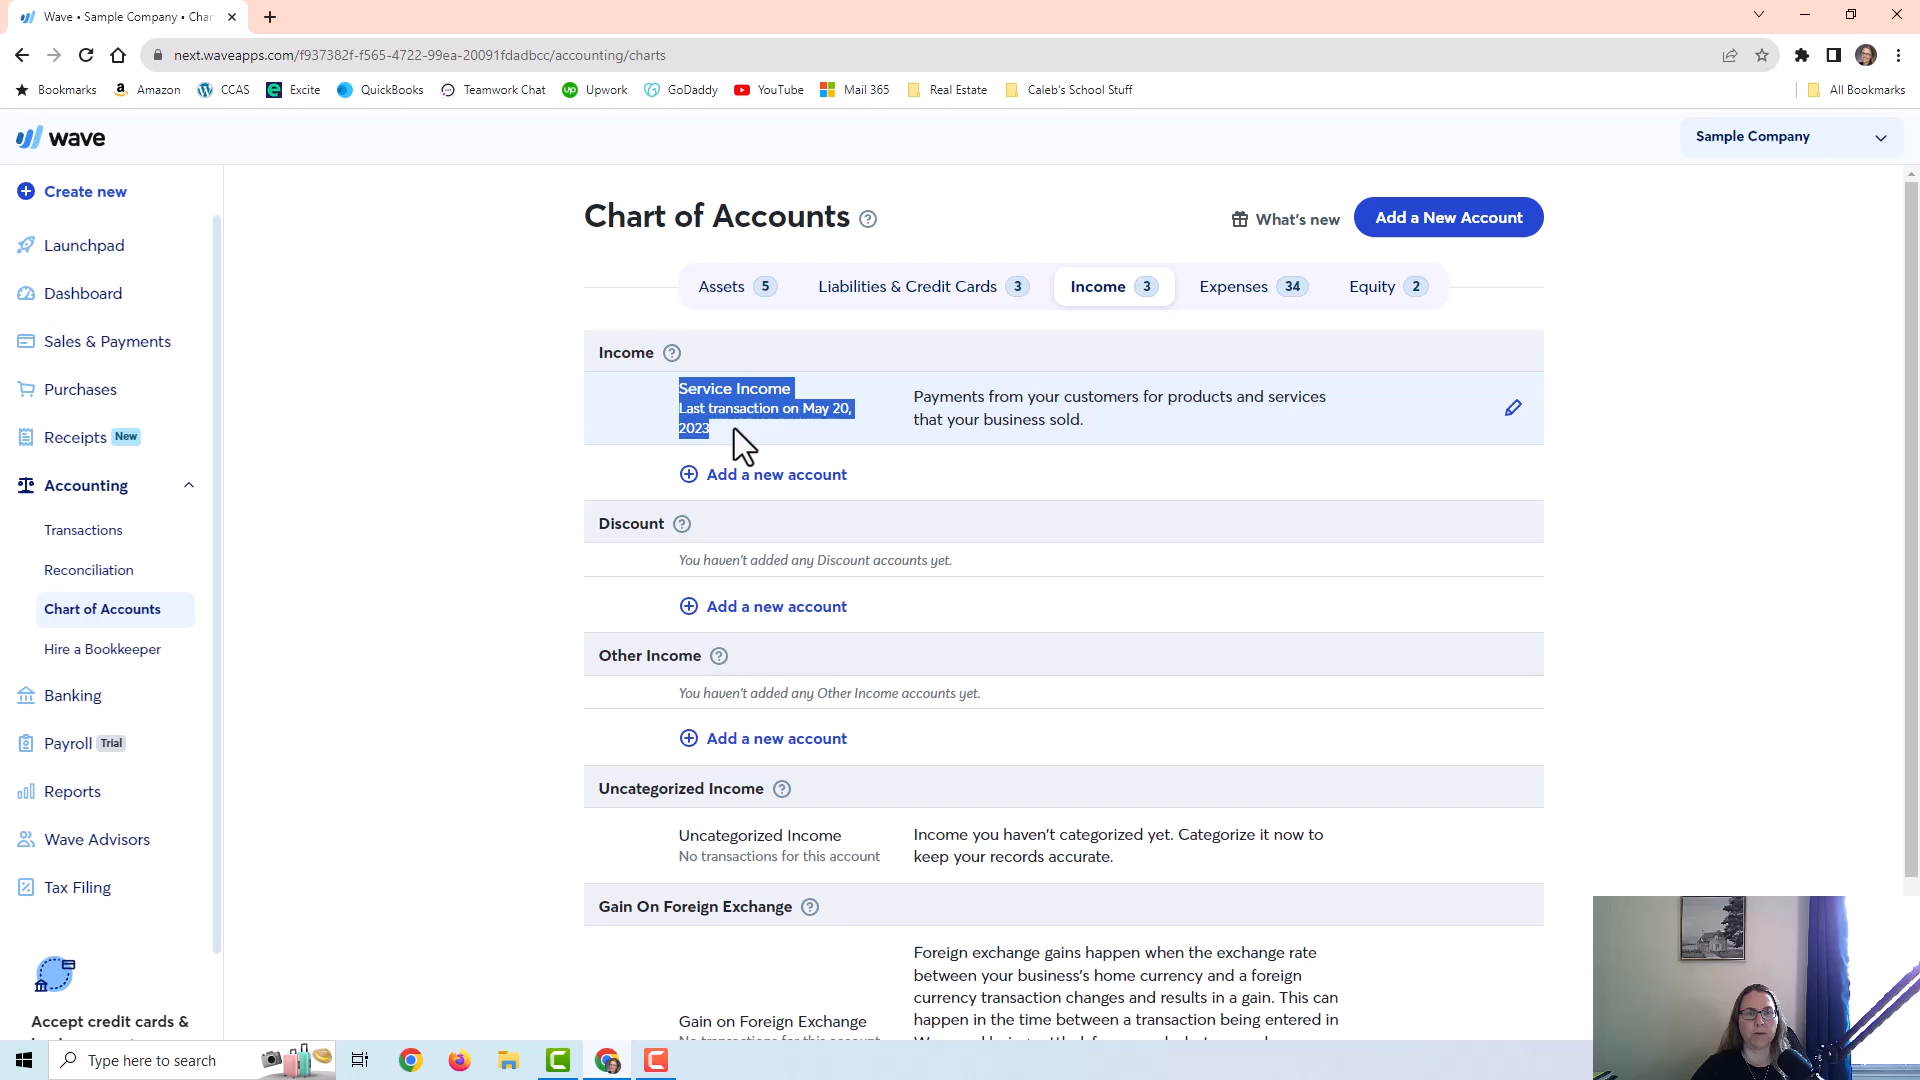 Wave • Sample Company • Char
next.waveapps.com/f937382f-f565-4722-99ea-20091fdadbcc/accounting/charts
Bookmarks
Amazon
CCAS
Excite
QuickBooks
Teamwork Chat
Upwork
GoDaddy
YouTube
Mail 365
Real Estate
Caleb's School Stuff
All Bookmarks
wave
Sample Company
Create new
Launchpad
Dashboard
Sales & Payments
Purchases
Receipts New
Accounting
Transactions
Reconciliation
Chart of Accounts
Hire a Bookkeeper
Banking
Payroll Trial
Reports
Wave Advisors
Tax Filing
Accept credit cards &
Chart of Accounts
What's new
Add a New Account
Assets 5
Liabilities & Credit Cards 3
Income 3
Expenses 34
Equity 2
Income
Service Income
Last transaction on May 20,
2023
Payments from your customers for products and services
that your business sold.
Add a new account
Discount
You haven't added any Discount accounts yet.
Add a new account
Other Income
You haven't added any Other Income accounts yet.
Add a new account
Uncategorized Income
Uncategorized Income
No transactions for this account
Income you haven't categorized yet. Categorize it now to
keep your records accurate.
Gain On Foreign Exchange
Gain on Foreign Exchange
Foreign exchange gains happen when the exchange rate
between your business's home currency and a foreign
currency transaction changes and results in a gain. This can
happen in the time between a transaction being entered in
Type here to search